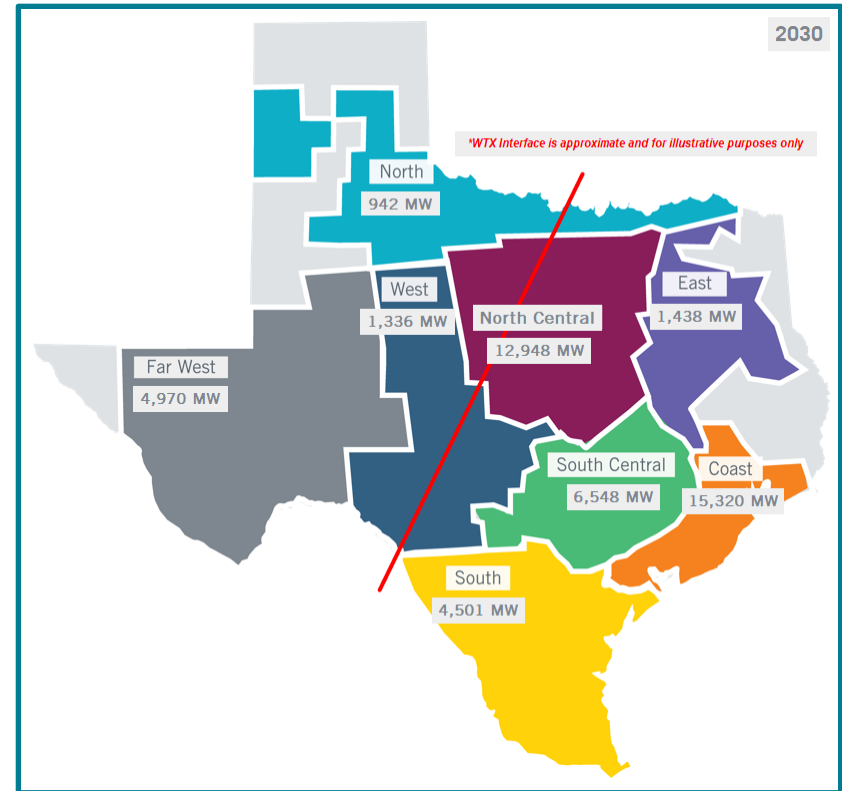 2030
*WTX Interface is approximate and for illustrative purposes only
North
942 MW
West
1,336 MW
North Central
12,948 MW
East
1,438 MW
Far West
4,970 MW
South Central
6,548 MW
Coast
15,320 MW
South
4,501 MW